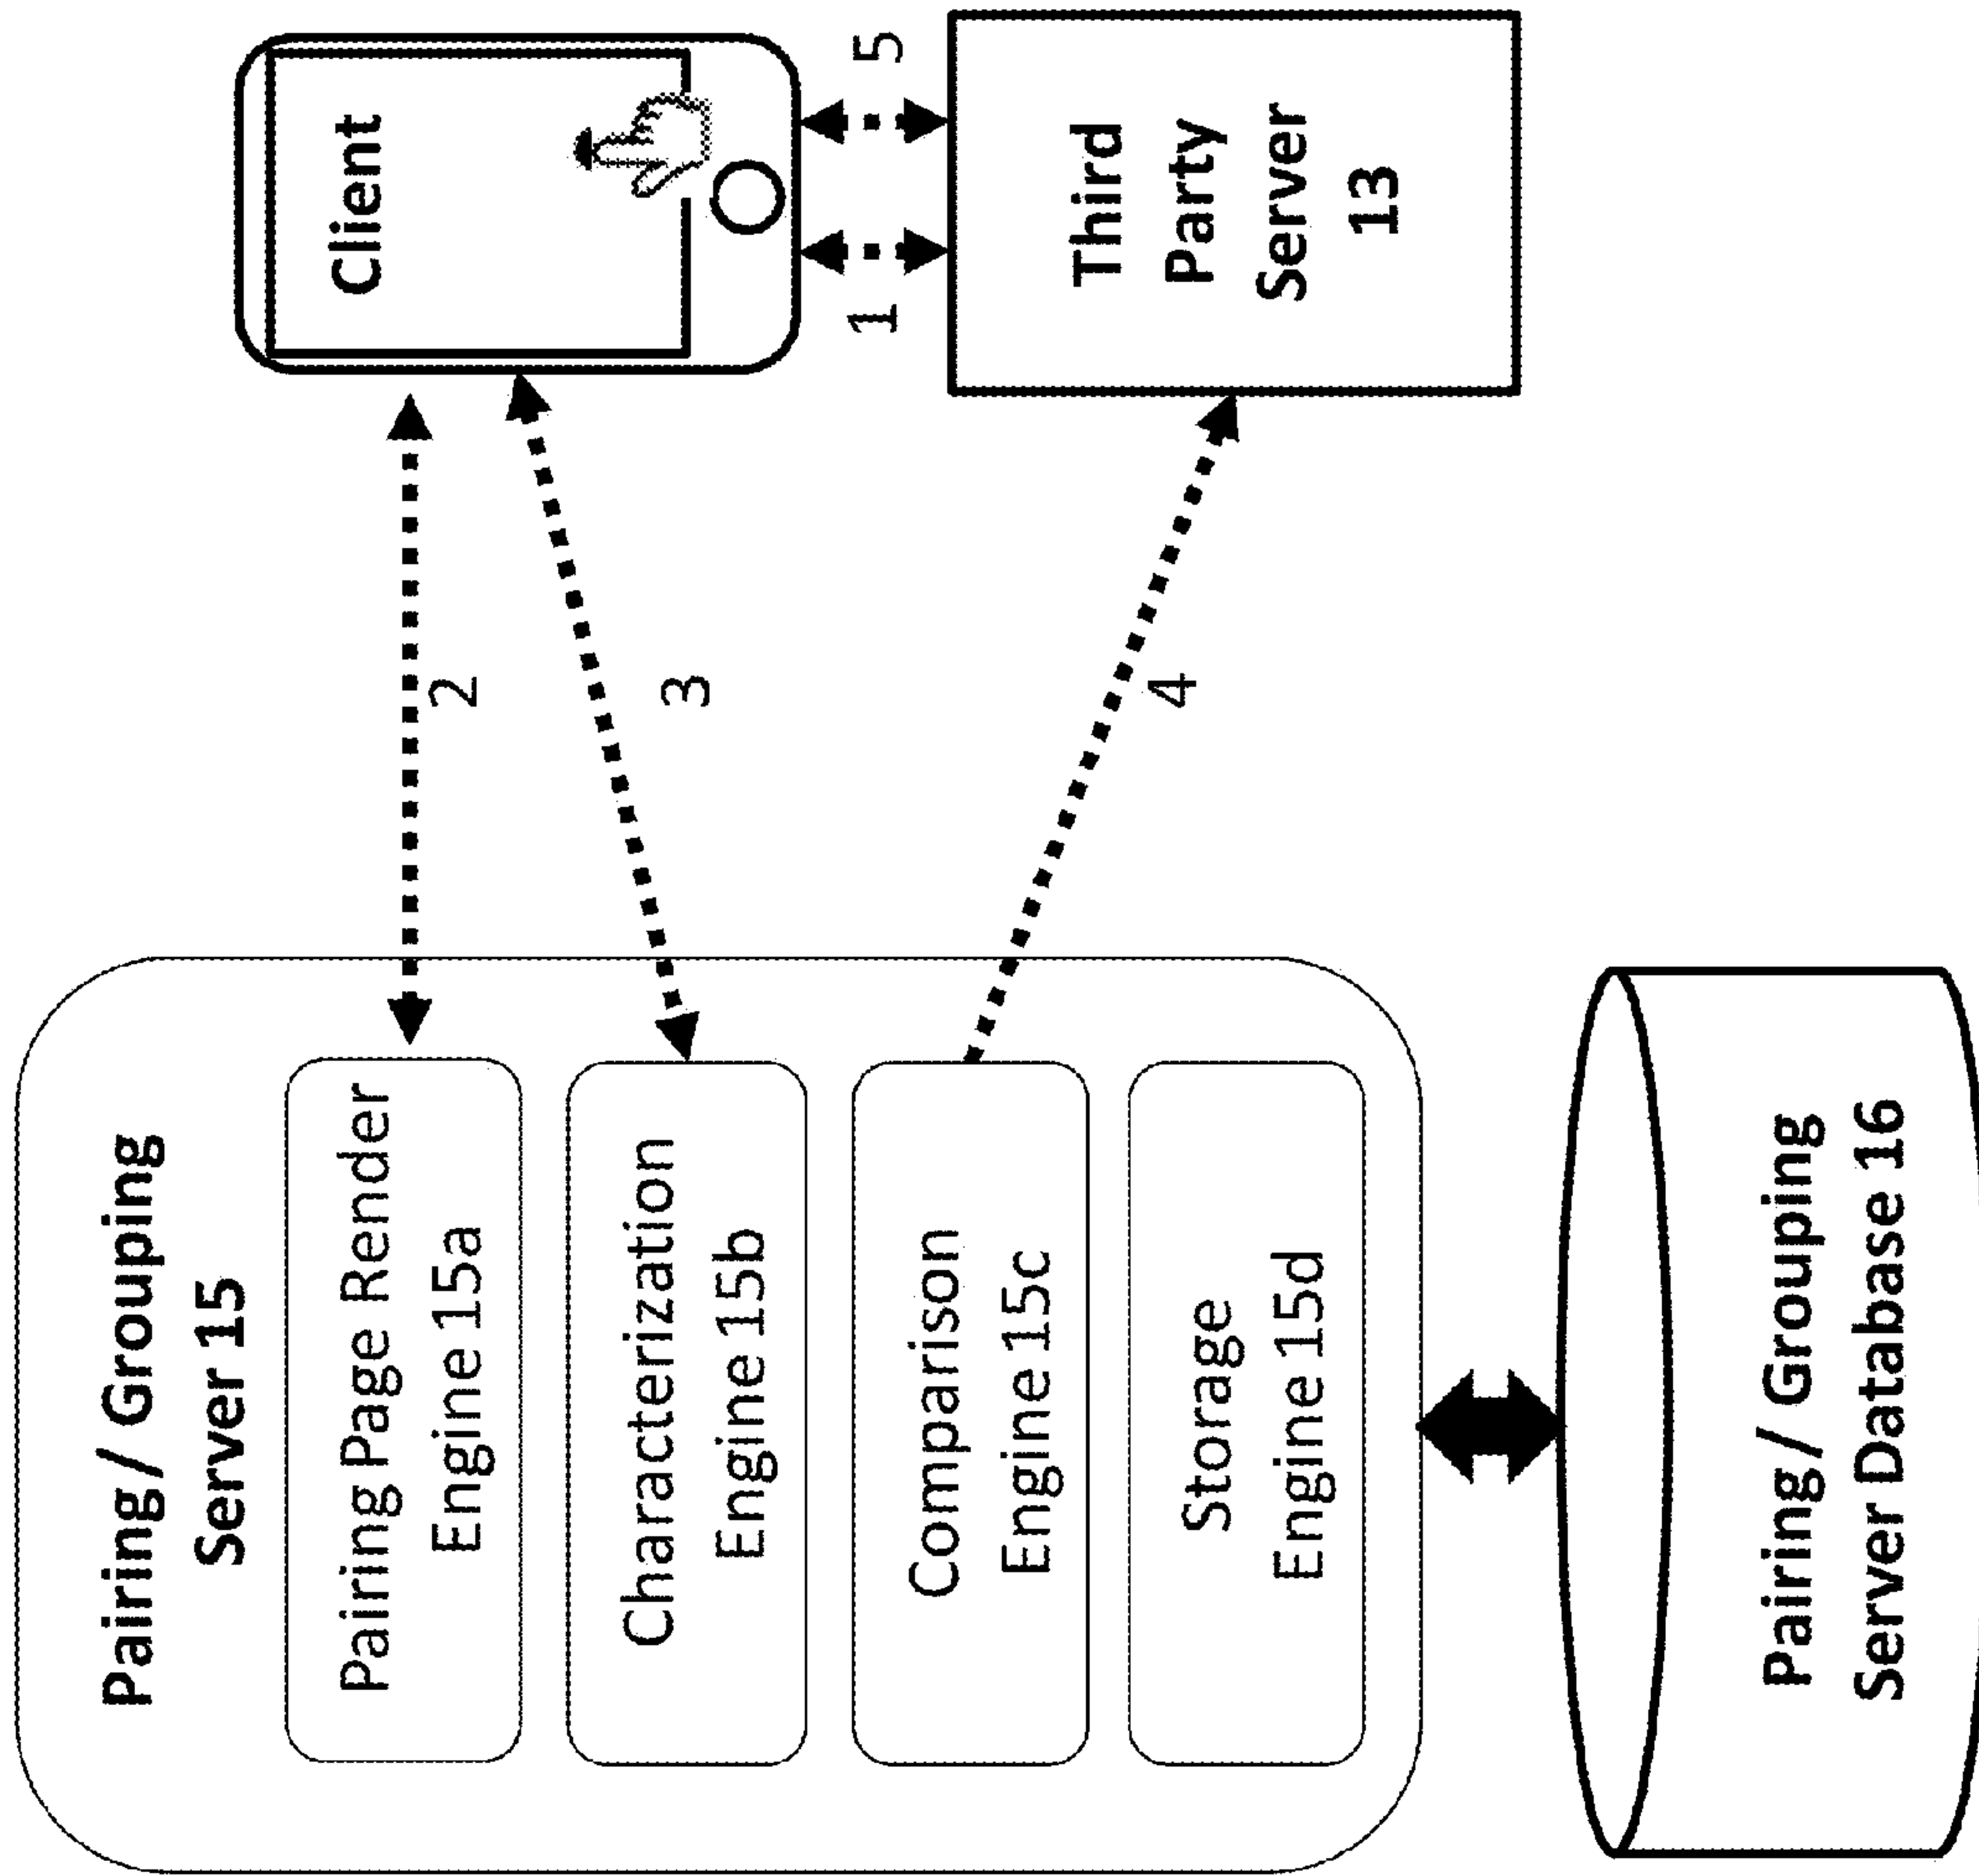 Pairing / Grouping
Server 15
Pairing Page Render
Engine 15a
Characterization
Engine 15b
Comparison
Engine 15c
Storage
Engine 15d
Pairing / Grouping
Server Database 16
2
3
4
Client
1
5
Third
Party
Server
13